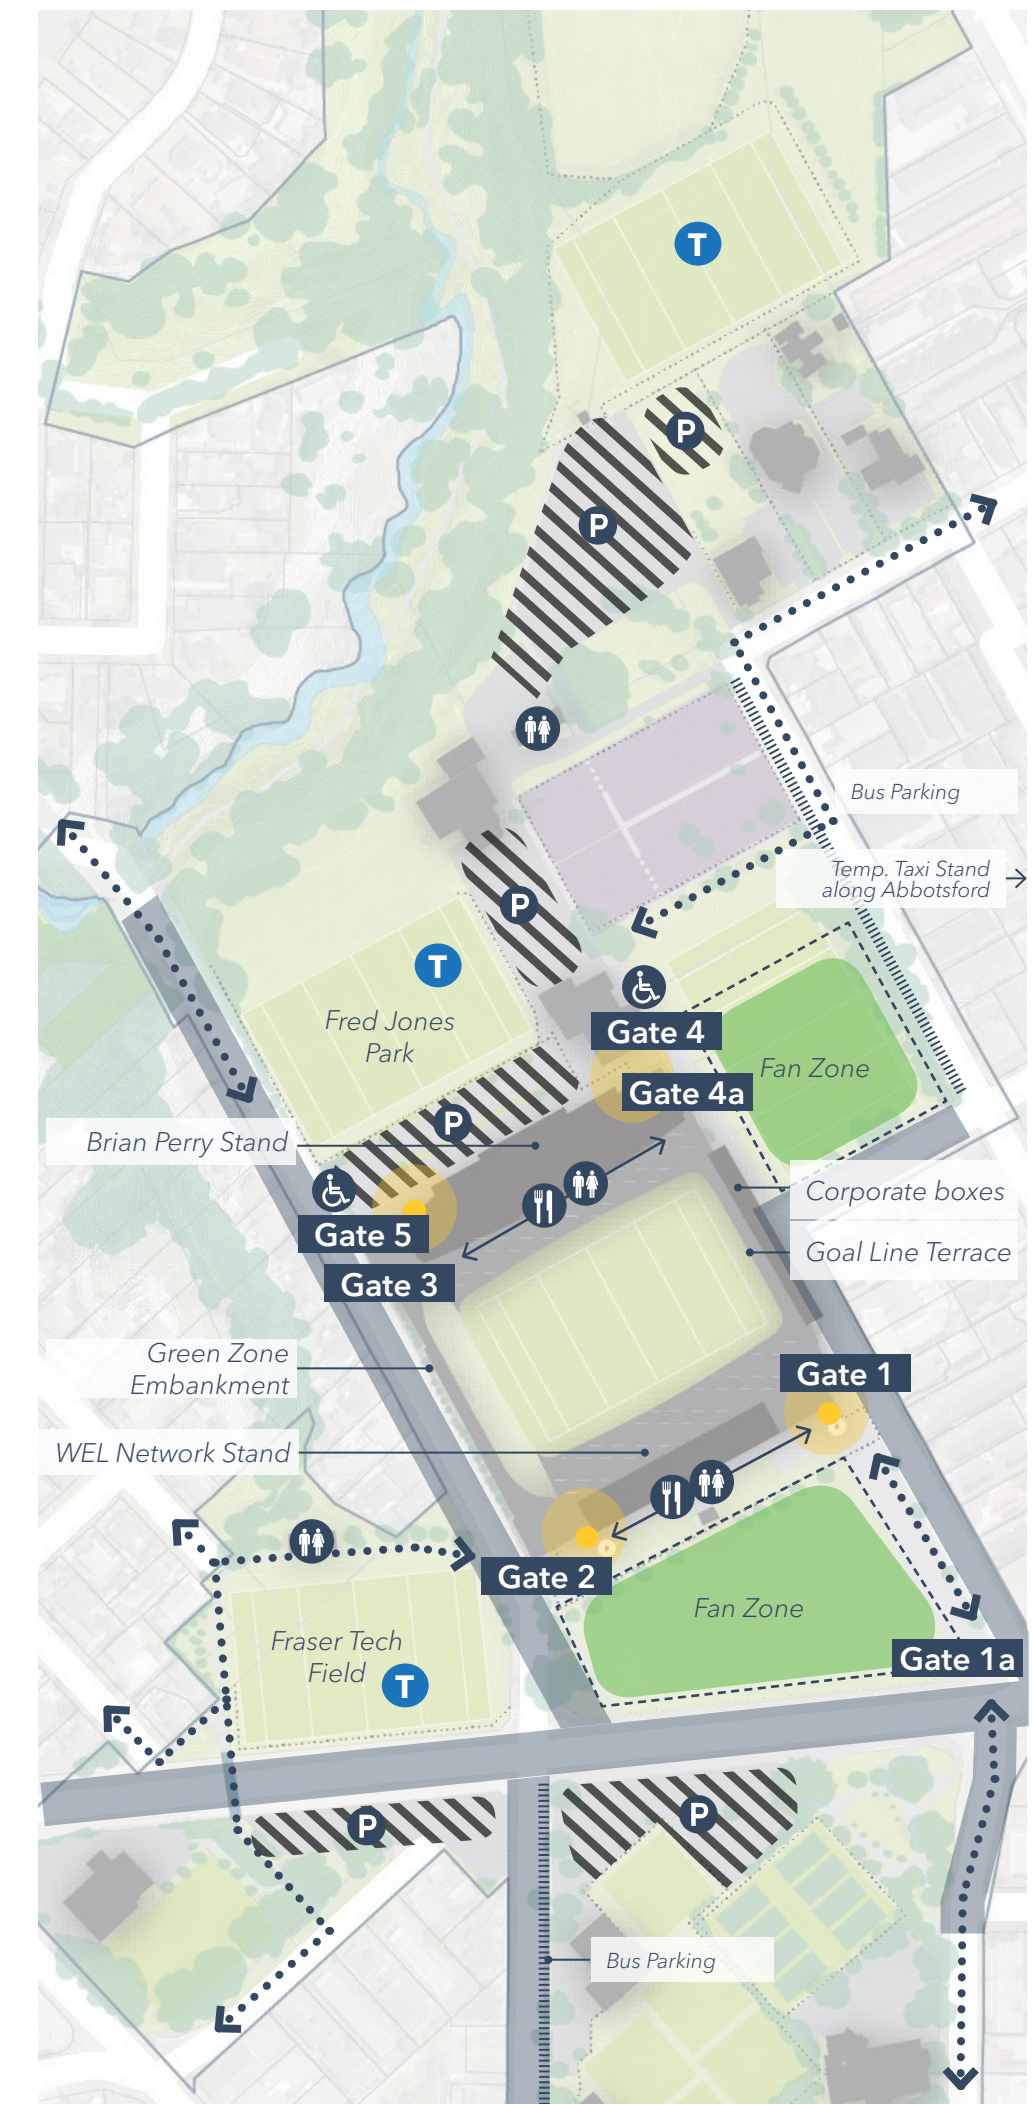 T
P
P
Bus Parking
Temp. Taxi Stand
along Abbotsford
P
T
Fred Jones
Park
Gate 4
Fan Zone
Gate 4a
P
Brian Perry Stand
Corporate boxes
Gate 5
Goal Line Terrace
Gate 3
Green Zone
Embankment
Gate 1
WEL Network Stand
Gate 2
Fan Zone
Fraser Tech
Field
T
Gate 1a
P
P
Bus Parking